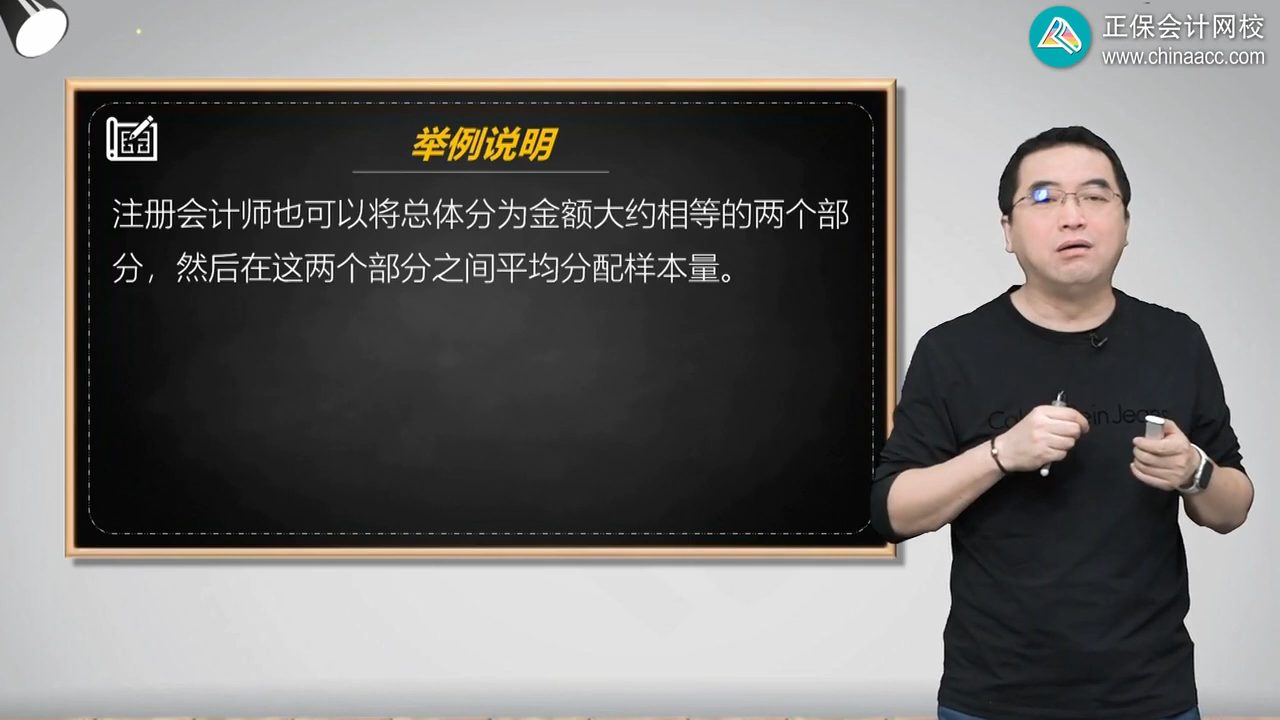 正保会计网校
www.chinaacc.com
举例说明
注册会计师也可以将总体分为金额大约相等的两个部
分，然后在这两个部分之间平均分配样本量。